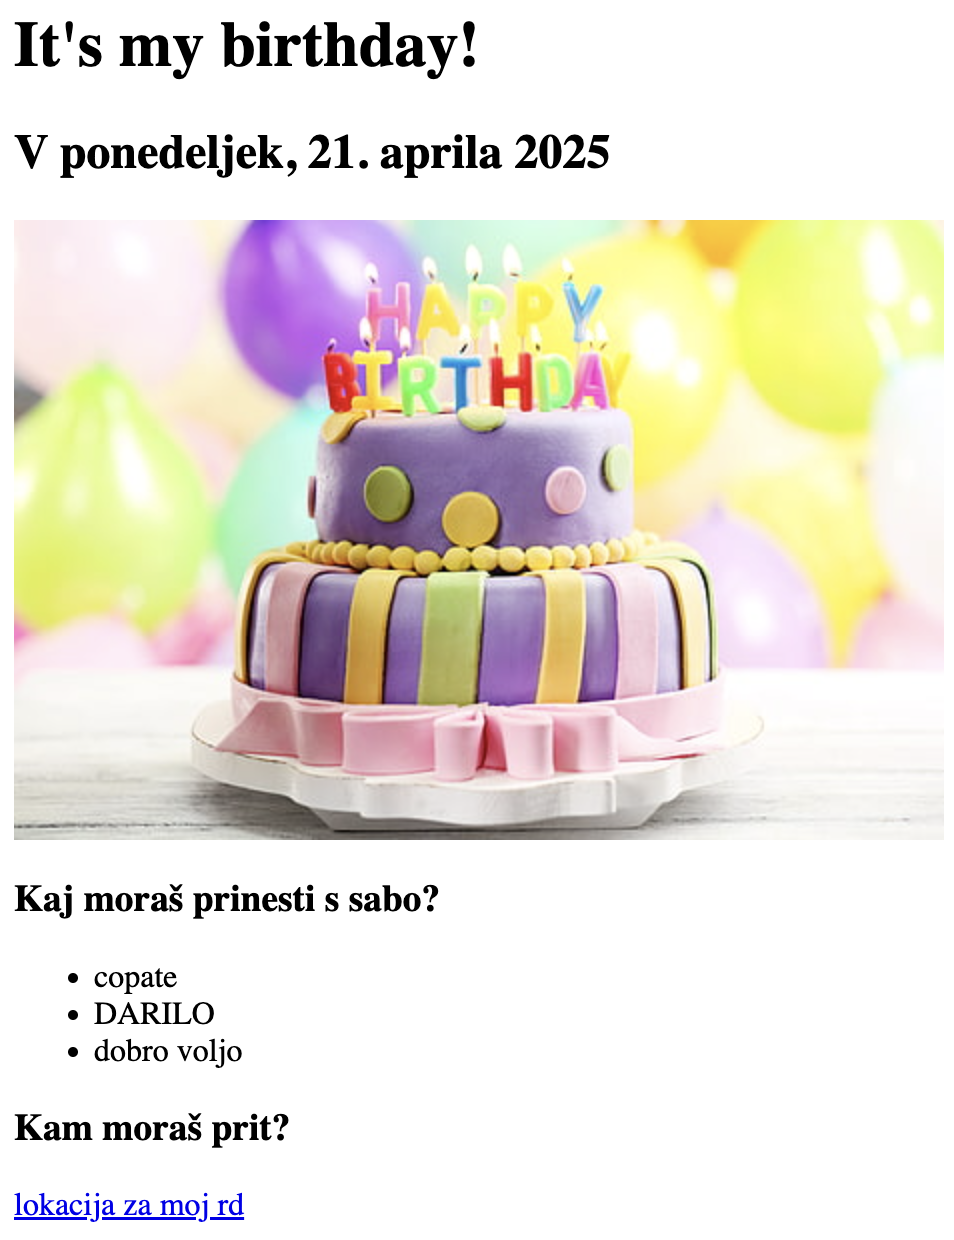 It's my birthday!
V ponedeljek, 21. aprila 2025
HAPPY
BIRTHDAY
Kaj moraš prinesti s sabo?
copate
DARILO
dobro voljo
Kam moraš prit?
lokacija za moj rd